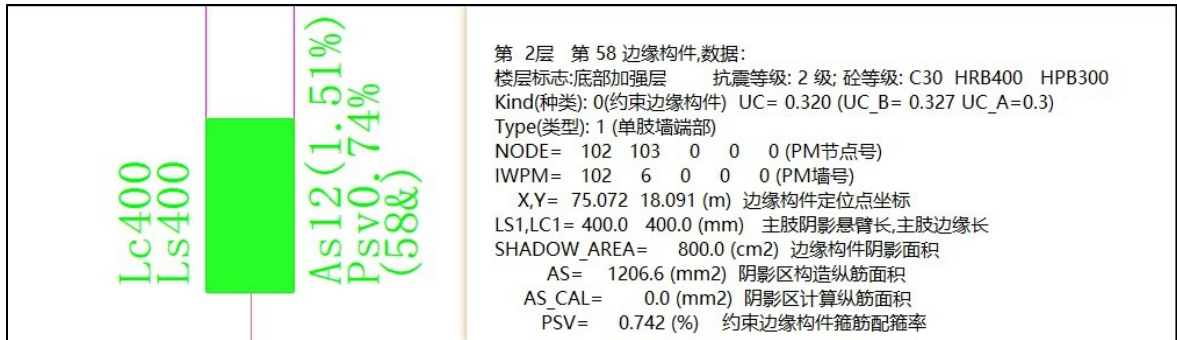 Lc400
Ls400
As12(1.51%)
Psv0.74%
(58&)
第 2层 第 58 边缘构件,数据:
楼层标志:底部加强层 抗震等级: 2 级; 砼等级: C30 HRB400 HPB300
Kind(种类): 0(约束边缘构件) UC= 0.320 (UC_B= 0.327 UC_A=0.3)
Type(类型): 1 (单肢墙端部)
NODE= 102 103 0 0 0 (PM节点号)
IWPM= 102 6 0 0 0 (PM墙号)
X,Y= 75.072 18.091 (m) 边缘构件定位点坐标
LS1,LC1= 400.0 400.0 (mm) 主肢阴影悬臂长,主肢边缘长
SHADOW_AREA= 800.0 (cm2) 边缘构件阴影面积
AS= 1206.6 (mm2) 阴影区构造纵筋面积
AS_CAL= 0.0 (mm2) 阴影区计算纵筋面积
PSV= 0.742 (%) 约束边缘构件箍筋配箍率